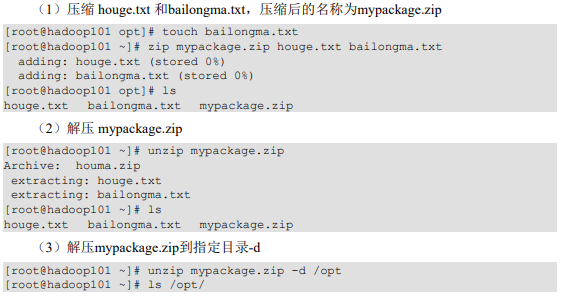 （1）压缩 houge.txt 和bailongma.txt，压缩后的名称为mypackage.zip
[root@hadoop101 opt]# touch bailongma.txt
[root@hadoop101 ~]# zip mypackage.zip houge.txt bailongma.txt
adding: houge.txt (stored 0%)
adding: bailongma.txt (stored 0%)
[root@hadoop101 opt]# ls
houge.txt bailongma.txt mypackage.zip
（2）解压 mypackage.zip
[root@hadoop101 ~]# unzip mypackage.zip
Archive: houma.zip
extracting: houge.txt
extracting: bailongma.txt
[root@hadoop101 ~]# ls
houge.txt bailongma.txt mypackage.zip
（3）解压mypackage.zip到指定目录-d
[root@hadoop101 ~]# unzip mypackage.zip -d /opt
[root@hadoop101 ~]# ls /opt/